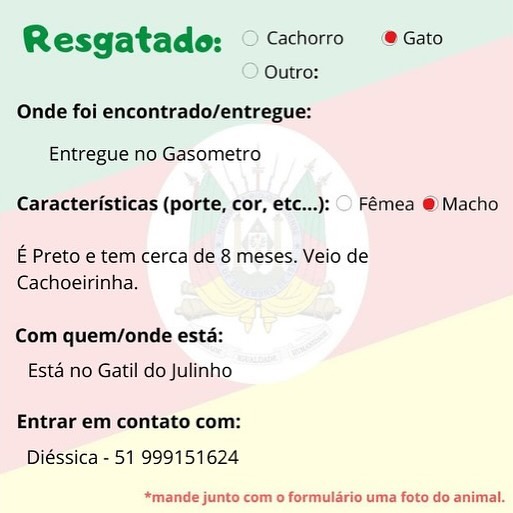 Resgatado: Cachorro Gato
Outro:
Onde foi encontrado/entregue:
Entregue no Gasometro
Características (porte, cor, etc...): Fêmea Macho
É Preto e tem cerca de 8 meses. Veio de
Cachoeirinha.
Com quem/onde está:
Está no Gatil do Julinho
Entrar em contato com:
Diéssica - 51 999151624
*mande junto com o formulário uma foto do animal.